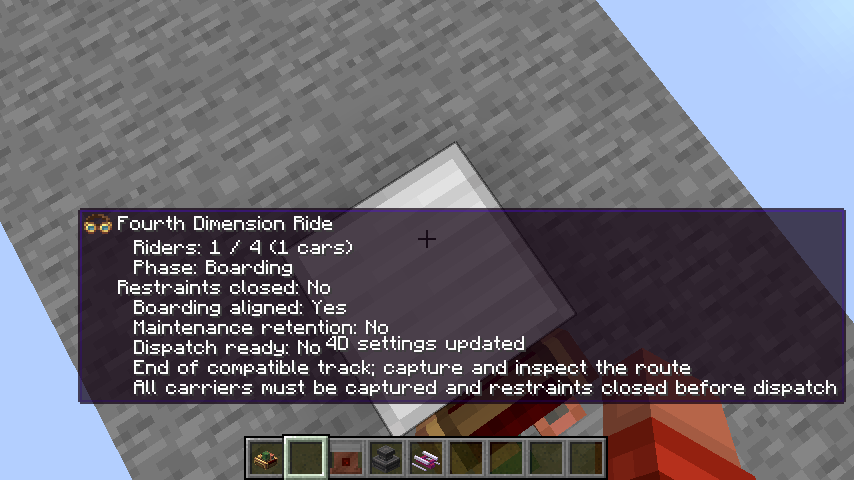 Fourth Dimension Ride
Riders: 1 / 4 (1 cars)
Phase: Boarding
Restraints closed: No
Boarding aligned: Yes
Maintenance retention: No
Dispatch ready: No
4D settings updated
End of compatible track; capture and inspect the route
All carriers must be captured and restraints closed before dispatch